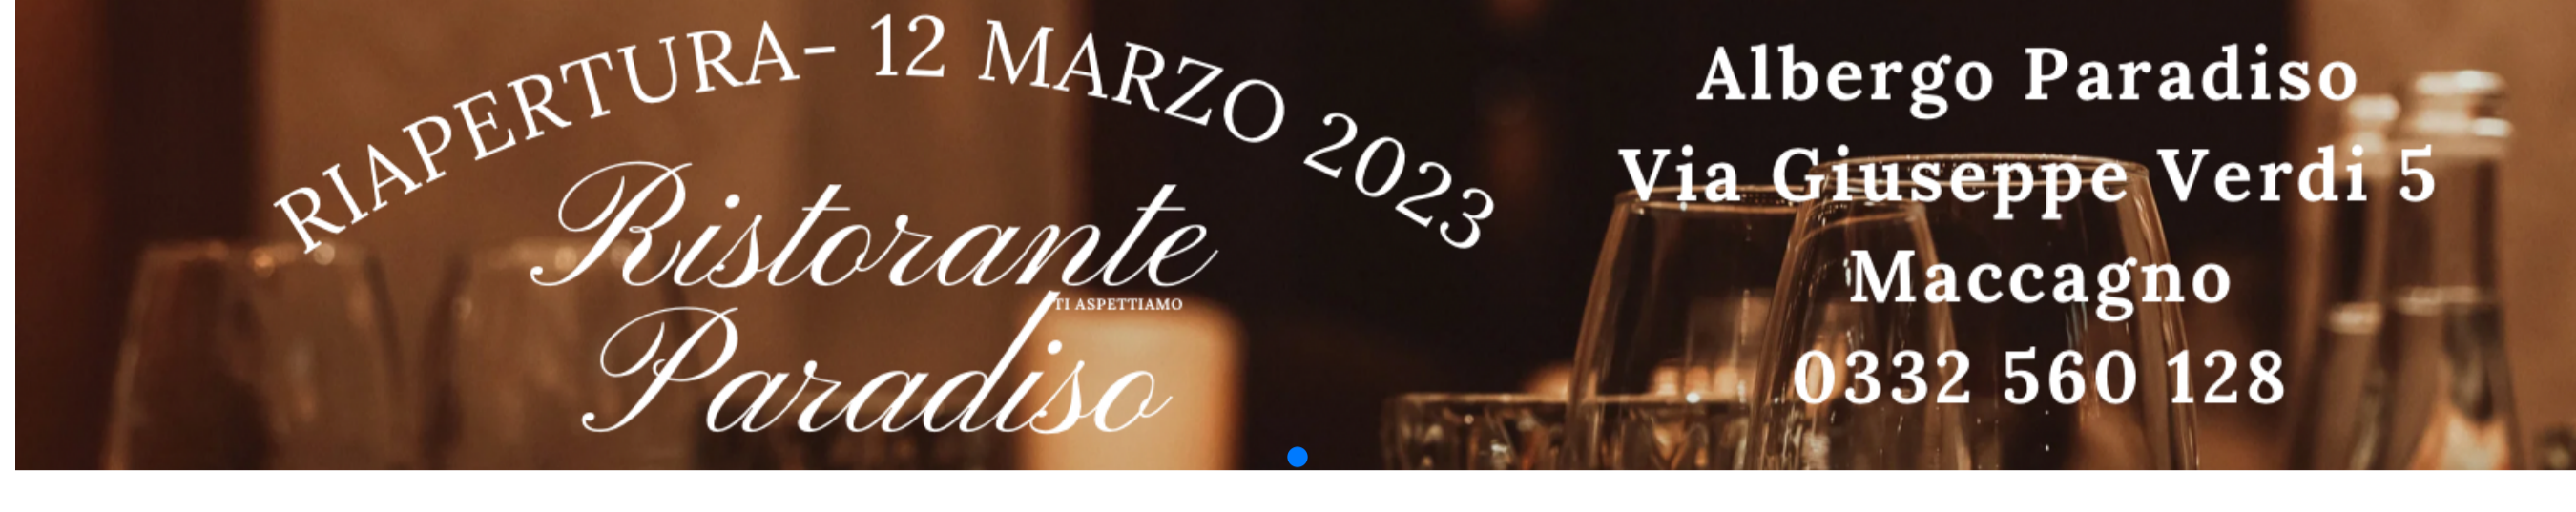 RIAPERTURA- 12 MARZO 2023
Ristorante
TI ASPETTIAMO
Paradiso
Albergo Paradiso
Via Giuseppe Verdi 5
Maccagno
0332 560 128